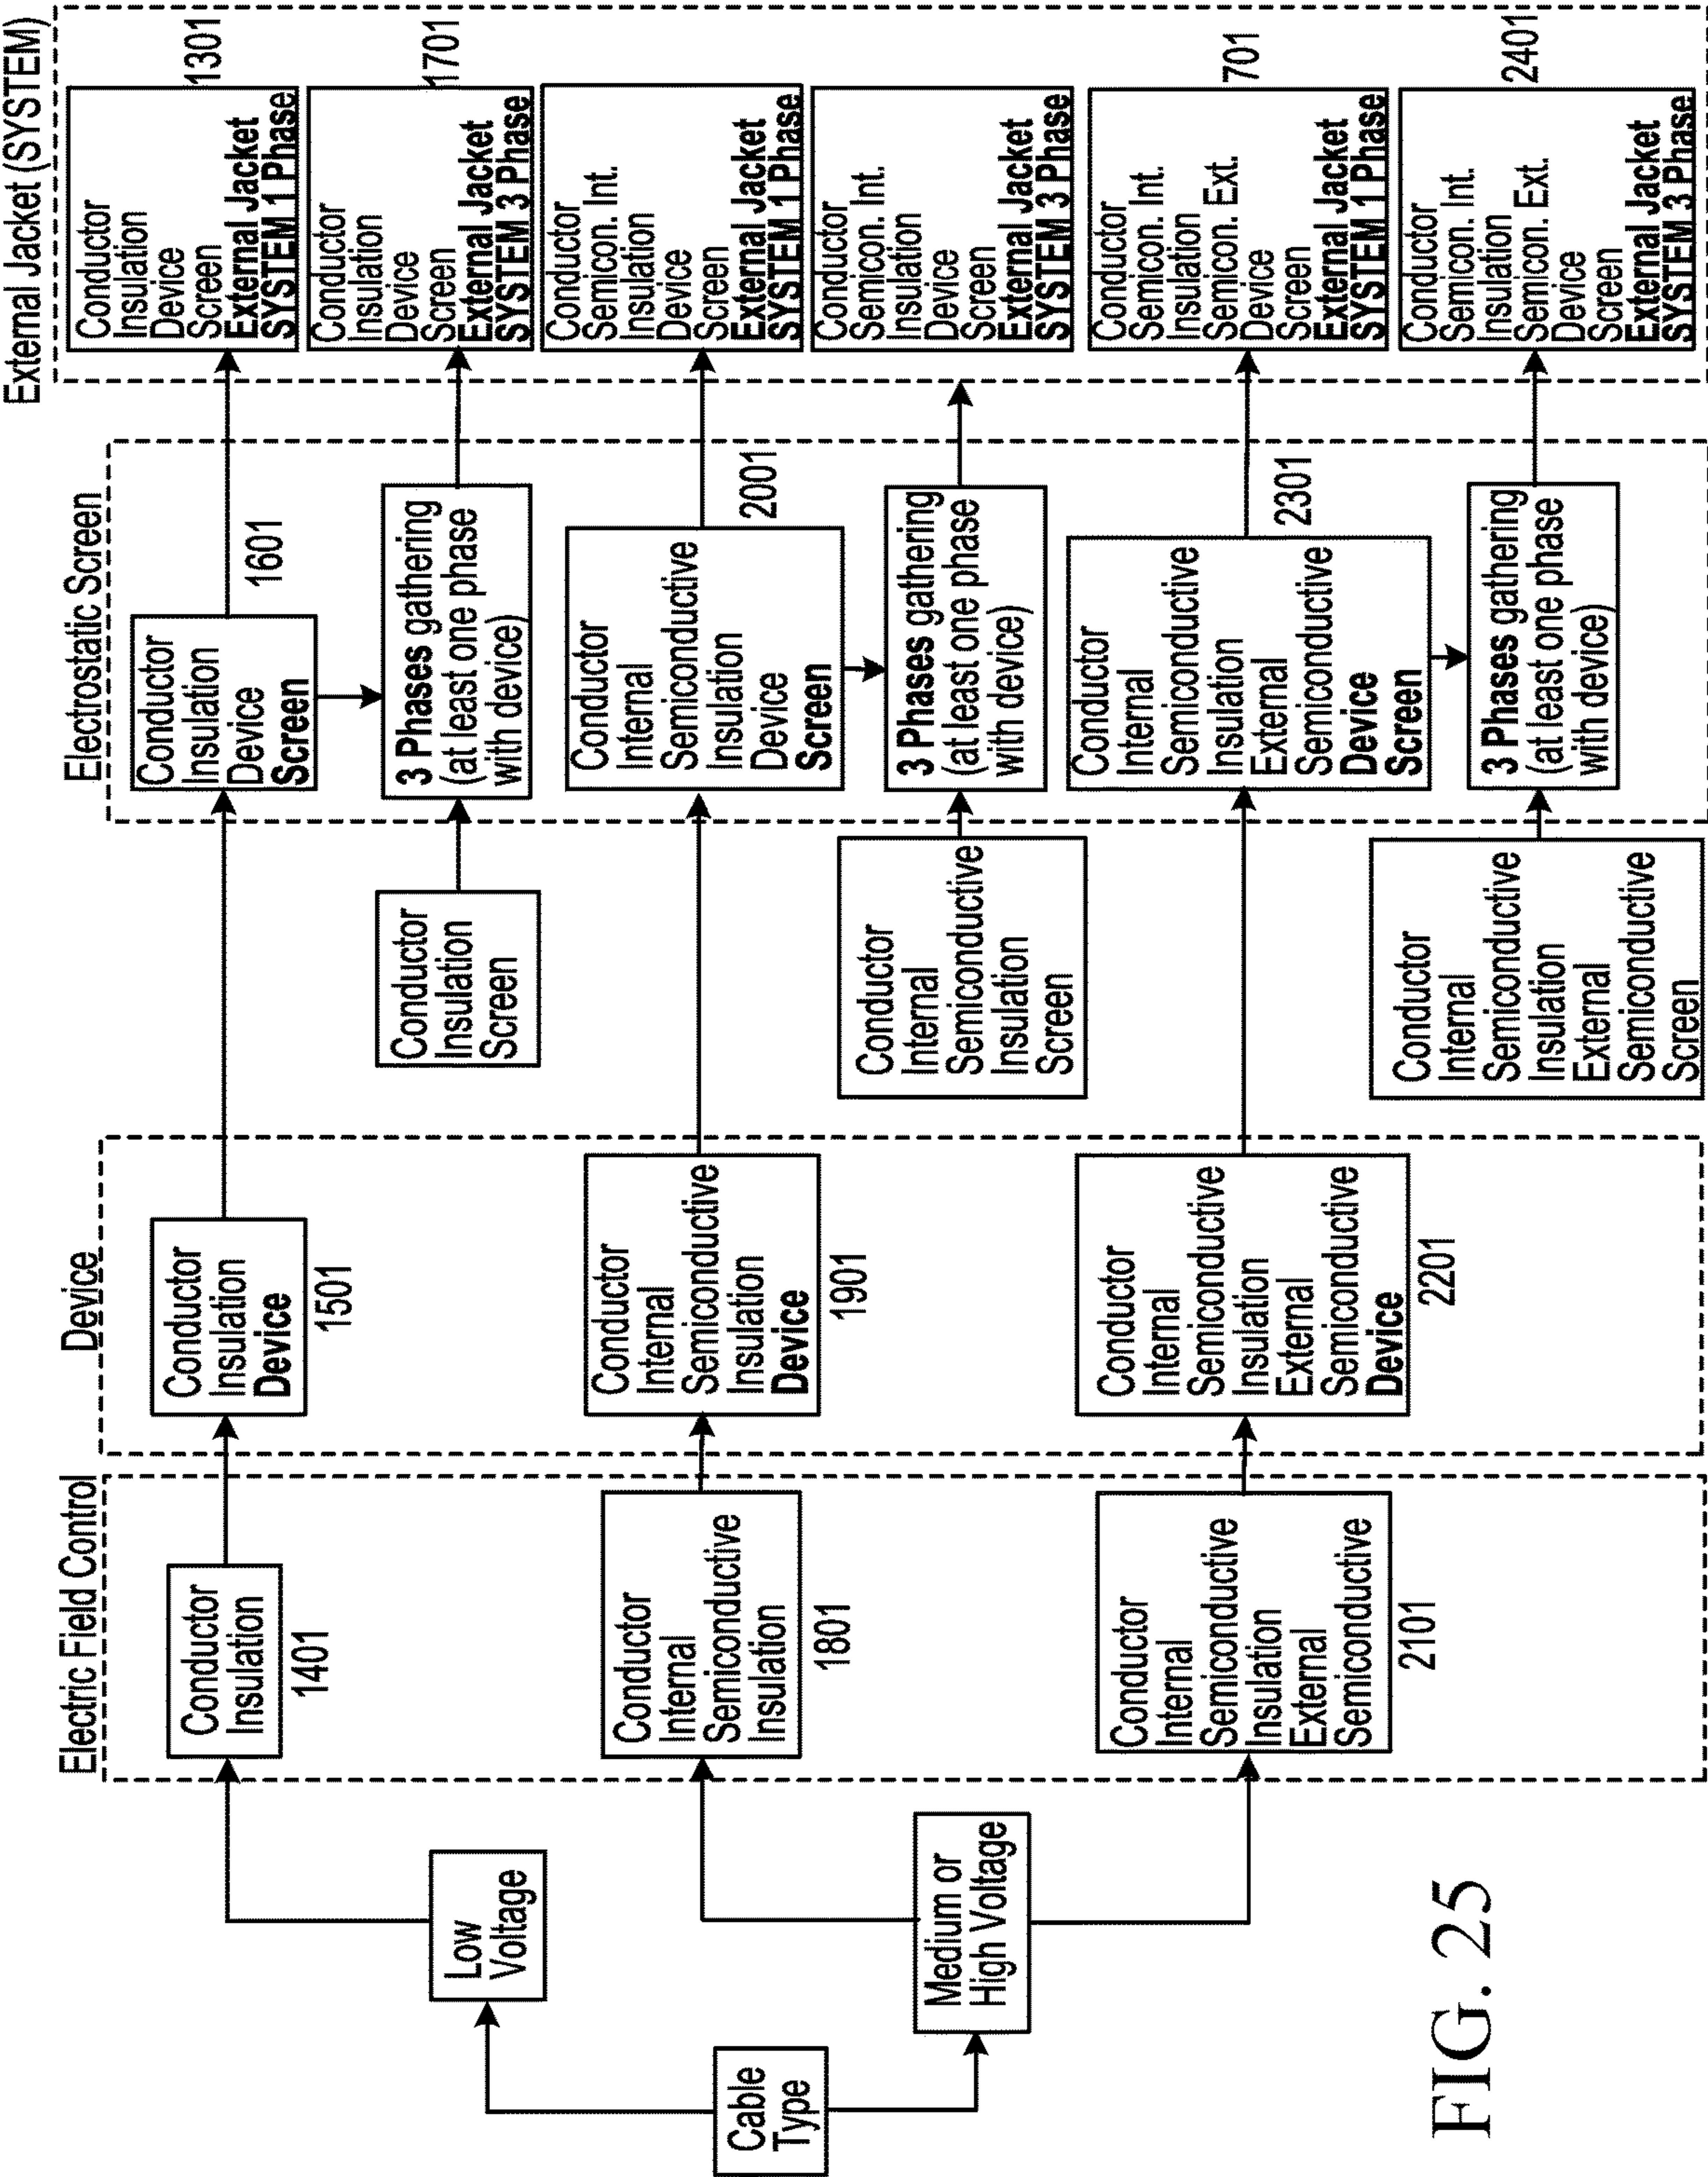 Cable
Type
Low
Voltage
Medium or
High Voltage
Electric Field Control
Conductor
Insulation
1401
Conductor
Internal
Semiconductive
Insulation
1801
Conductor
Internal
Semiconductive
Insulation
External
Semiconductive
2101
Device
Conductor
Insulation
Device
1501
Conductor
Internal
Semiconductive
Insulation
Device
1901
Conductor
Internal
Semiconductive
Insulation
External
Semiconductive
Device
2201
Conductor
Insulation
Screen
Conductor
Internal
Semiconductive
Insulation
Screen
Conductor
Internal
Semiconductive
Insulation
External
Semiconductive
Screen
Electrostatic Screen
Conductor
Insulation
Device
Screen
1601
3 Phases gathering
(at least one phase
with device)
Conductor
Internal
Semiconductive
Insulation
Device
Screen
2001
3 Phases gathering
(at least one phase
with device)
Conductor
Internal
Semiconductive
Insulation
External
Semiconductive
Device
Screen
2301
3 Phases gathering
(at least one phase
with device)
External Jacket (SYSTEM)
Conductor
Insulation
Device
Screen
External Jacket
SYSTEM 1 Phase
1301
Conductor
Insulation
Device
Screen
External Jacket
SYSTEM 3 Phase
1701
Conductor
Semicon. Int.
Insulation
Device
Screen
External Jacket
SYSTEM 1 Phase
Conductor
Semicon. Int.
Insulation
Device
Screen
External Jacket
SYSTEM 3 Phase
Conductor
Semicon. Int.
Insulation
Semicon. Ext.
Device
Screen
External Jacket
SYSTEM 1 Phase
701
Conductor
Semicon. Int.
Insulation
Semicon. Ext.
Device
Screen
External Jacket
SYSTEM 3 Phase
2401
FIG. 25